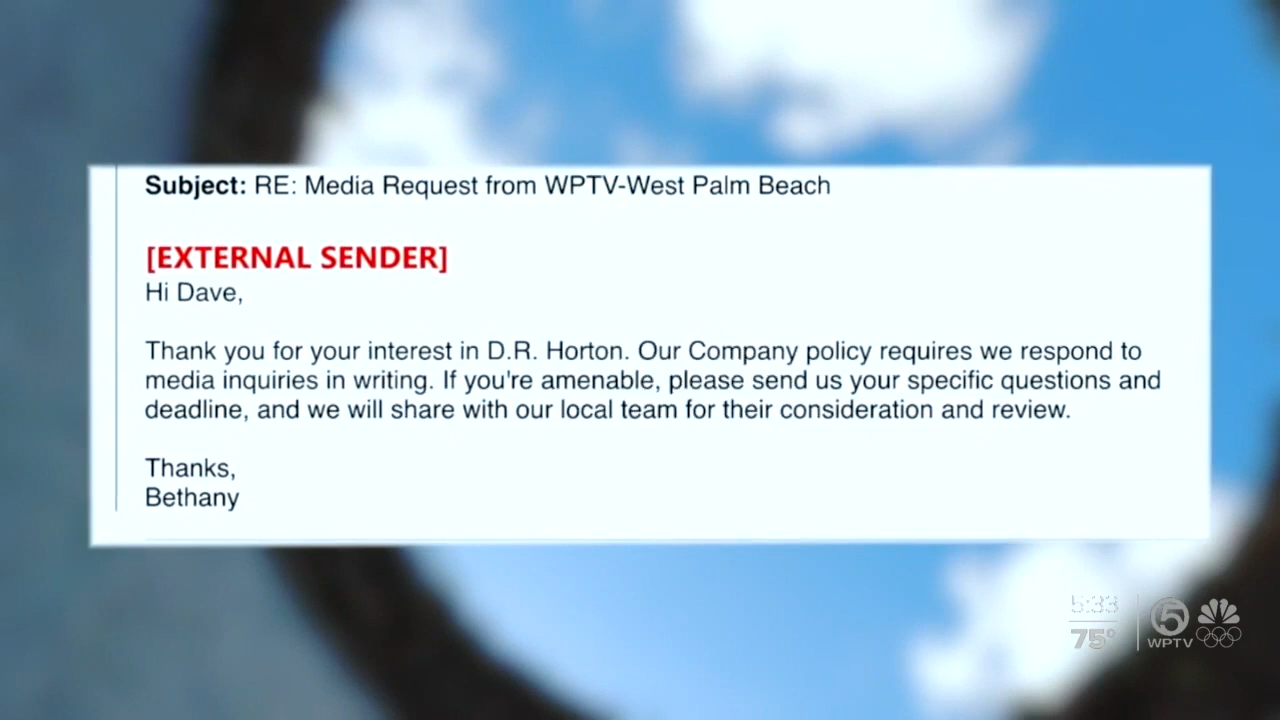 Subject: RE: Media Request from WPTV-West Palm Beach
[EXTERNAL SENDER]
Hi Dave,
Thank you for your interest in D.R. Horton. Our Company policy requires we respond to
media inquiries in writing. If you're amenable, please send us your specific questions and
deadline, and we will share with our local team for their consideration and review.
Thanks,
Bethany
5:33
75°
5
WPTV